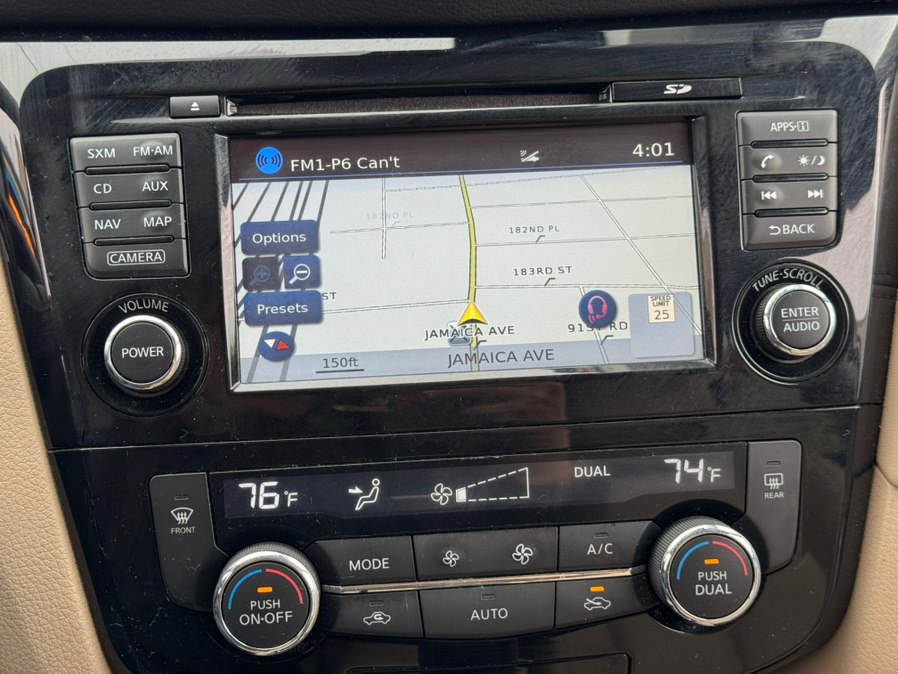 SD
SXM FM·AM
CD AUX
NAV MAP
CAMERA
VOLUME
POWER
FM1-P6 Can't
4:01
182ND PL
182ND PL
Options
183RD ST
Presets
ST
SPEED
LIMIT
25
JAMAICA AVE
RD
150ft
JAMAICA AVE
APPS·i
BACK
TUNE·SCROLL
ENTER
AUDIO
76°F
DUAL
74°F
FRONT
REAR
MODE
A/C
PUSH
ON·OFF
AUTO
PUSH
DUAL